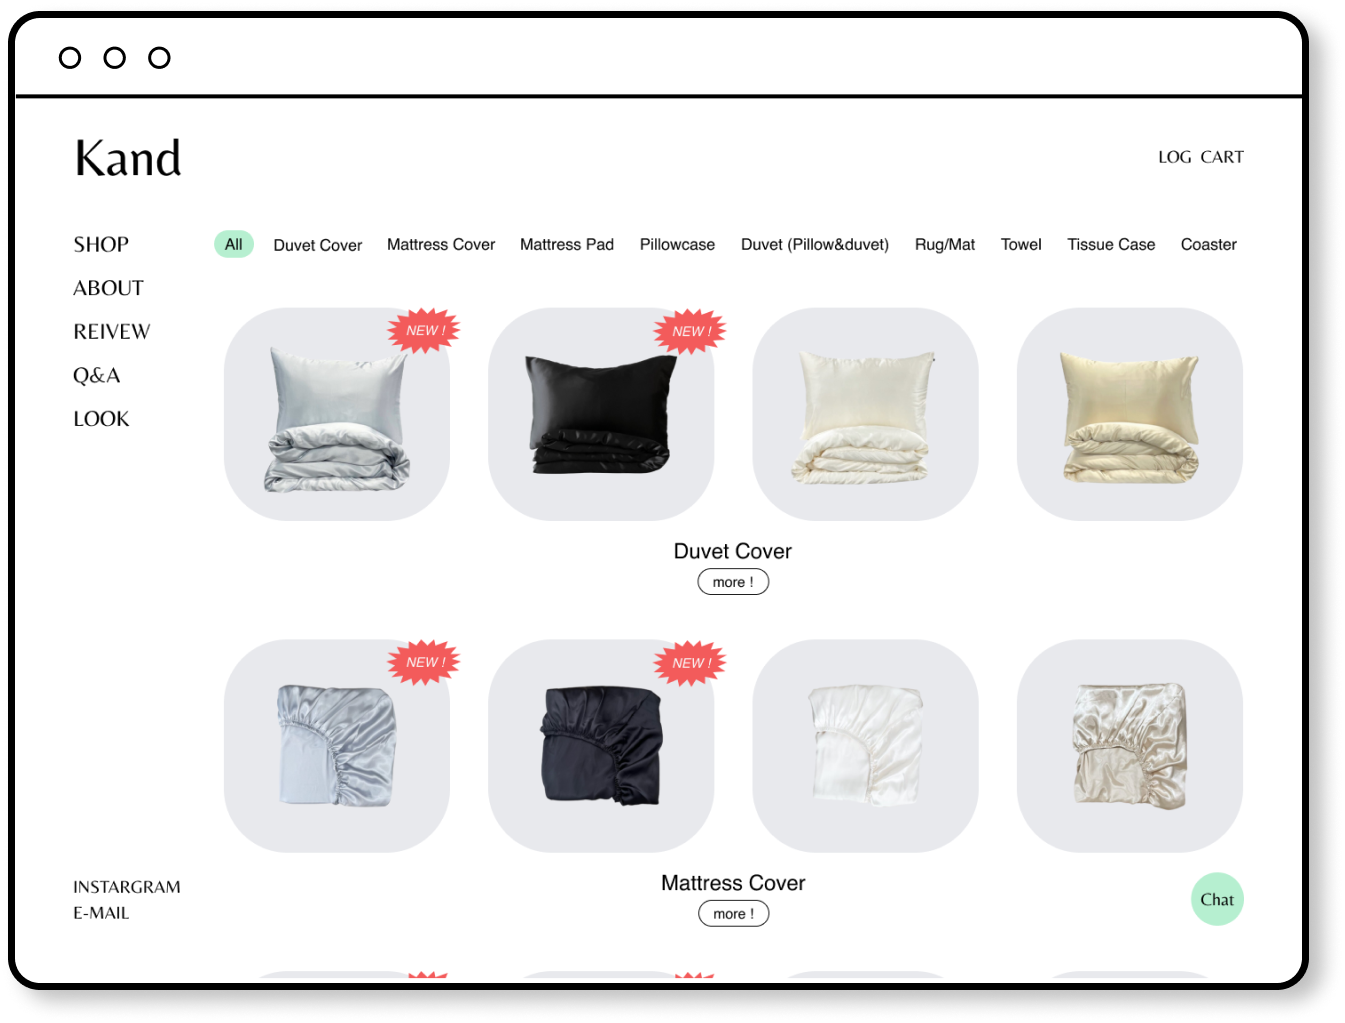 Kand
LOG CART
SHOP
ABOUT
REIVEW
Q&A
LOOK
All Duvet Cover Mattress Cover Mattress Pad Pillowcase Duvet (Pillow&duvet) Rug/Mat Towel Tissue Case Coaster
NEW !
NEW !
Duvet Cover
more !
NEW !
NEW !
Mattress Cover
more !
INSTARGRAM
E-MAIL
Chat